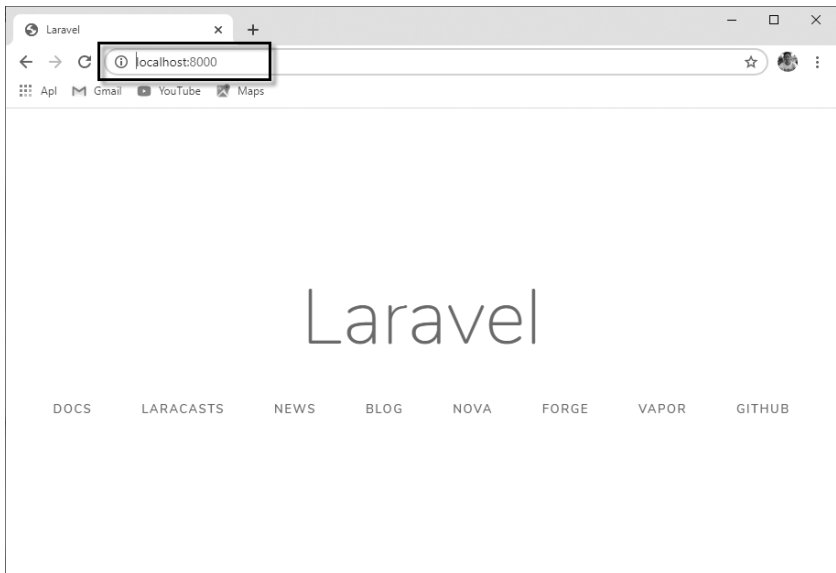 Laravel
localhost:8000
Apl Gmail YouTube Maps
Laravel
DOCS LARACASTS NEWS BLOG NOVA FORGE VAPOR GITHUB